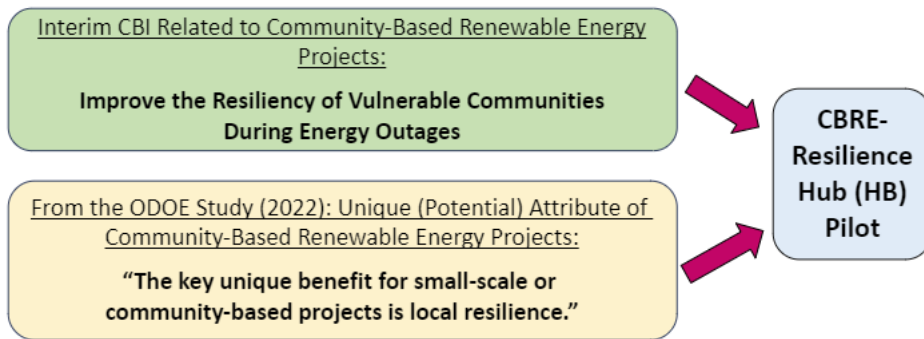 Interim CBI Related to Community-Based Renewable Energy
Projects:
Improve the Resiliency of Vulnerable Communities
During Energy Outages
From the ODOE Study (2022): Unique (Potential) Attribute of
Community-Based Renewable Energy Projects:
“The key unique benefit for small-scale or
community-based projects is local resilience.”
CBRE-
Resilience
Hub (HB)
Pilot